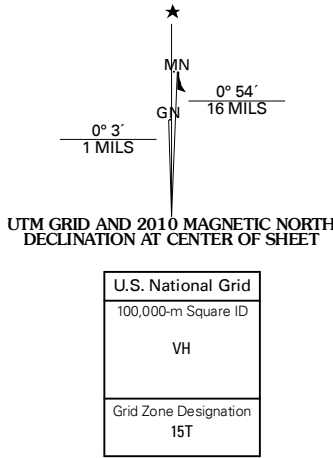 ★
MN
0° 54´
16 MILS
GN
0° 3´
1 MILS
UTM GRID AND 2010 MAGNETIC NORTH
DECLINATION AT CENTER OF SHEET
U.S. National Grid
100,000-m Square ID
VH
Grid Zone Designation
15T